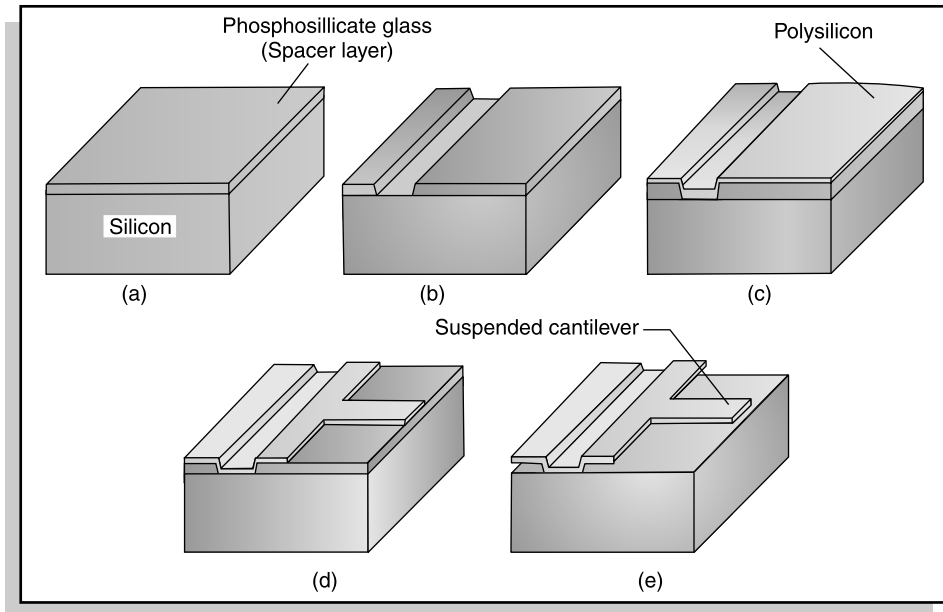 Phosphosillicate glass
(Spacer layer)
Polysilicon
Silicon
(a)
(b)
(c)
Suspended cantilever
(d)
(e)